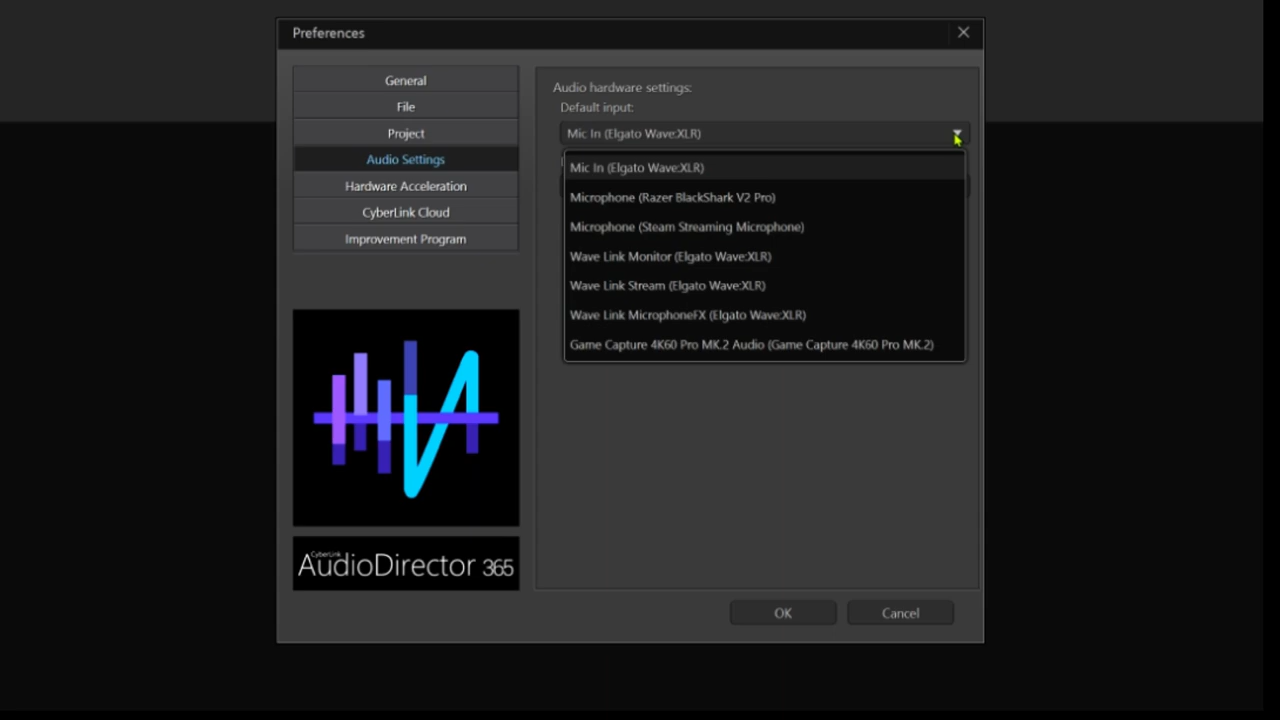 Preferences
General
File
Project
Audio Settings
Hardware Acceleration
CyberLink Cloud
Improvement Program
CyberLink
AudioDirector 365
Audio hardware settings:
Default input:
Mic In (Elgato Wave:XLR)
Mic In (Elgato Wave:XLR)
Microphone (Razer BlackShark V2 Pro)
Microphone (Steam Streaming Microphone)
Wave Link Monitor (Elgato Wave:XLR)
Wave Link Stream (Elgato Wave:XLR)
Wave Link MicrophoneFX (Elgato Wave:XLR)
Game Capture 4K60 Pro MK.2 Audio (Game Capture 4K60 Pro MK.2)
OK
Cancel